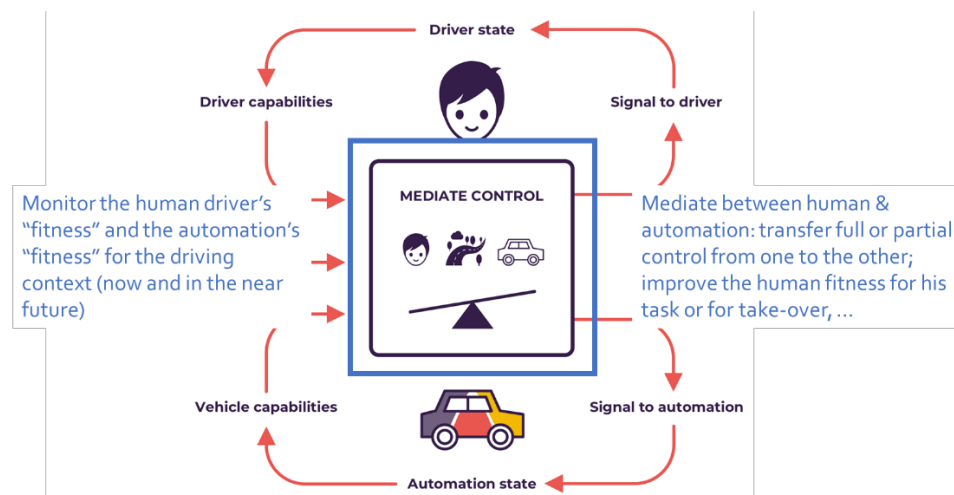 Driver state
Driver capabilities
Signal to driver
MEDIATE CONTROL
Monitor the human driver's
“fitness” and the automation's
“fitness” for the driving
context (now and in the near
future)
Mediate between human &
automation: transfer full or partial
control from one to the other;
improve the human fitness for his
task or for take-over, ...
Vehicle capabilities
Signal to automation
Automation state